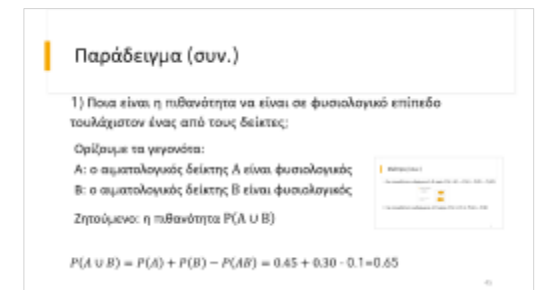 Παράδειγμα (συν.)
1) Ποια είναι η πιθανότητα να είναι σε φυσιολογικό επίπεδο
τουλάχιστον ένας από τους δείκτες;
Ορίζουμε τα γεγονότα:
Α: ο αιματολογικός δείκτης Α είναι φυσιολογικός
Β: ο αιματολογικός δείκτης Β είναι φυσιολογικός
Ζητούμενο: η πιθανότητα P(A ∪ B)
P(A ∪ B) = P(A) + P(B) − P(AB) = 0.45 + 0.30 - 0.1=0.65